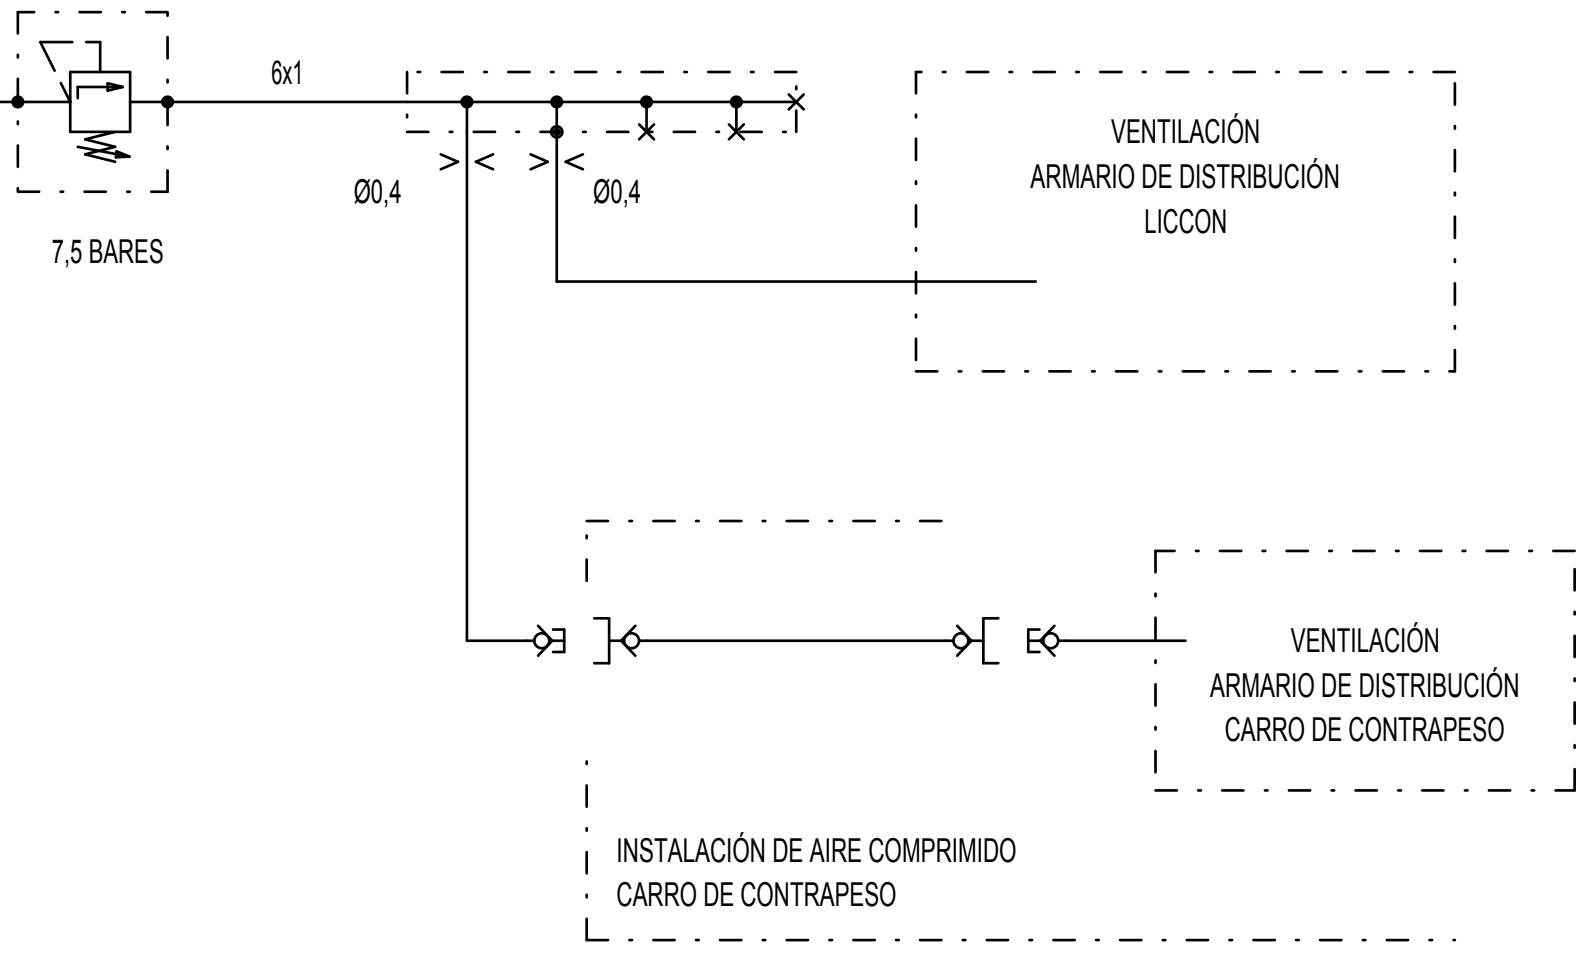 6x1
Ø0,4
Ø0,4
7,5 BARES
VENTILACIÓN
ARMARIO DE DISTRIBUCIÓN
LICCON
VENTILACIÓN
ARMARIO DE DISTRIBUCIÓN
CARRO DE CONTRAPESO
INSTALACIÓN DE AIRE COMPRIMIDO
CARRO DE CONTRAPESO